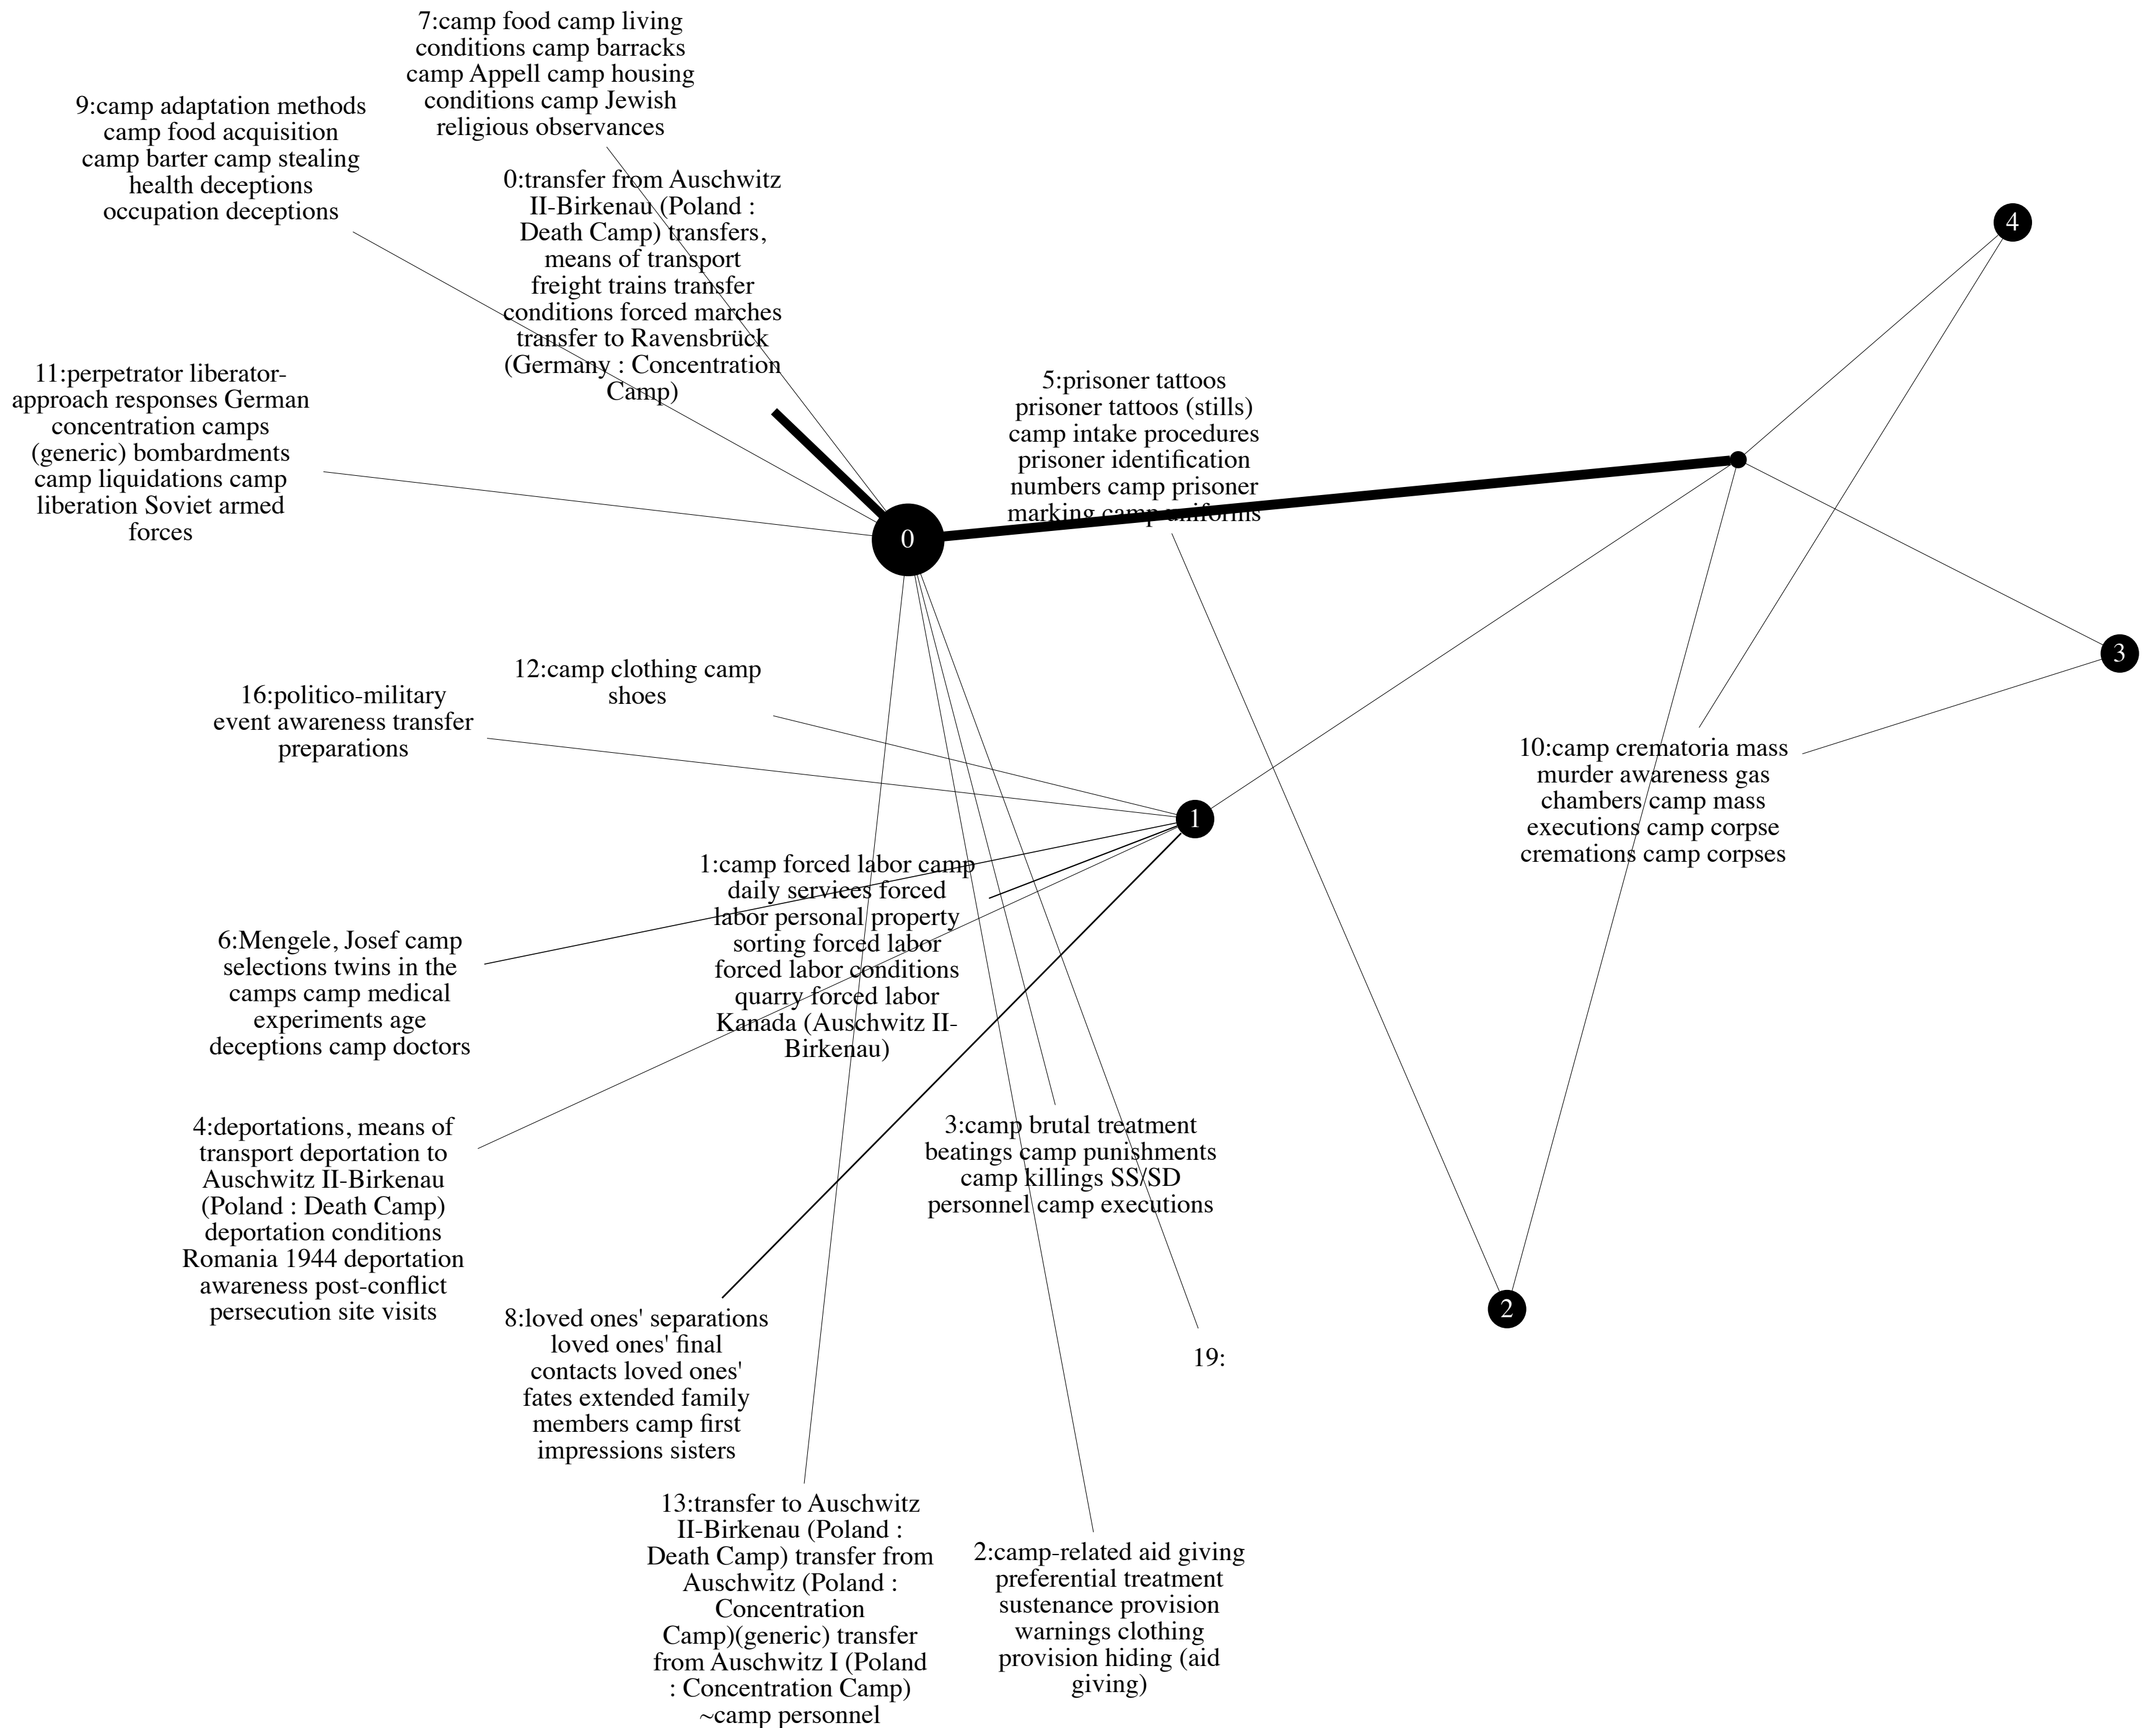 7:camp food camp living
conditions camp barracks
camp Appell camp housing
conditions camp Jewish
religious observances
9:camp adaptation methods
camp food acquisition
camp barter camp stealing
health deceptions
occupation deceptions
0:transfer from Auschwitz
II-Birkenau (Poland :
Death Camp) transfers,
means of transport
freight trains transfer
conditions forced marches
transfer to Ravensbrück
(Germany : Concentration
Camp)
4
11:perpetrator liberator-
approach responses German
concentration camps
(generic) bombardments
camp liquidations camp
liberation Soviet armed
forces
5:prisoner tattoos
prisoner tattoos (stills)
camp intake procedures
prisoner identification
numbers camp prisoner
marking camp uniforms
0
3
12:camp clothing camp
shoes
16:politico-military
event awareness transfer
preparations
10:camp crematoria mass
murder awareness gas
chambers camp mass
executions camp corpse
cremations camp corpses
1
1:camp forced labor camp
daily services forced
labor personal property
sorting forced labor
forced labor conditions
quarry forced labor
Kanada (Auschwitz II-
Birkenau)
6:Mengele, Josef camp
selections twins in the
camps camp medical
experiments age
deceptions camp doctors
4:deportations, means of
transport deportation to
Auschwitz II-Birkenau
(Poland : Death Camp)
deportation conditions
Romania 1944 deportation
awareness post-conflict
persecution site visits
3:camp brutal treatment
beatings camp punishments
camp killings SS/SD
personnel camp executions
2
8:loved ones' separations
loved ones' final
contacts loved ones'
fates extended family
members camp first
impressions sisters
19:
13:transfer to Auschwitz
II-Birkenau (Poland :
Death Camp) transfer from
Auschwitz (Poland :
Concentration
Camp)(generic) transfer
from Auschwitz I (Poland
: Concentration Camp)
~camp personnel
2:camp-related aid giving
preferential treatment
sustenance provision
warnings clothing
provision hiding (aid
giving)